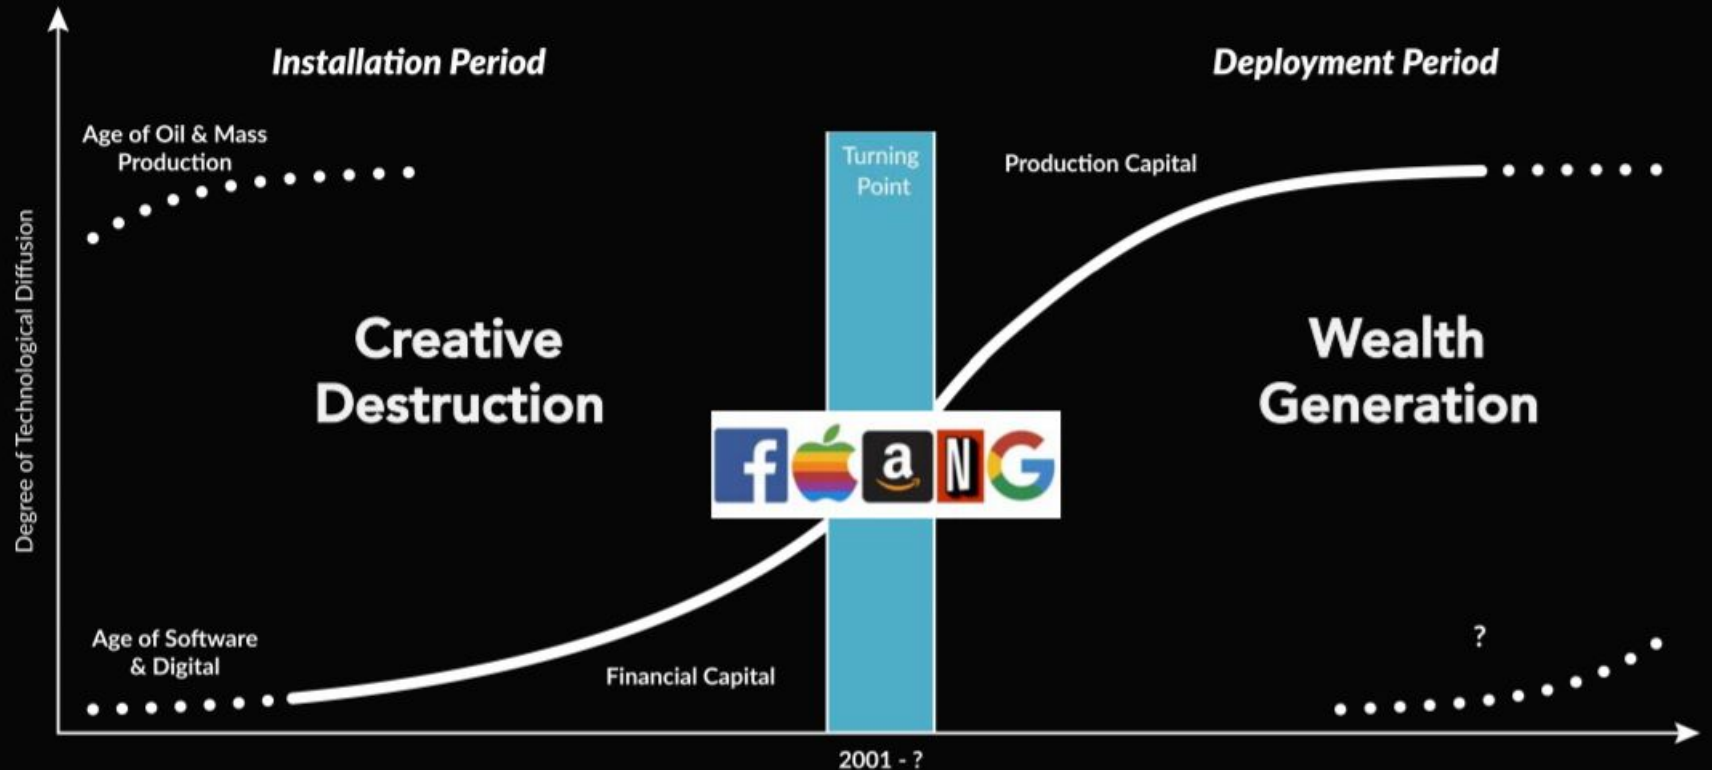 Installation Period
Deployment Period
Age of Oil & Mass
Production
Turning
Point
Production Capital
Degree of Technological Diffusion
Creative
Destruction
Wealth
Generation
f a N G
Age of Software
& Digital
Financial Capital
?
2001 - ?